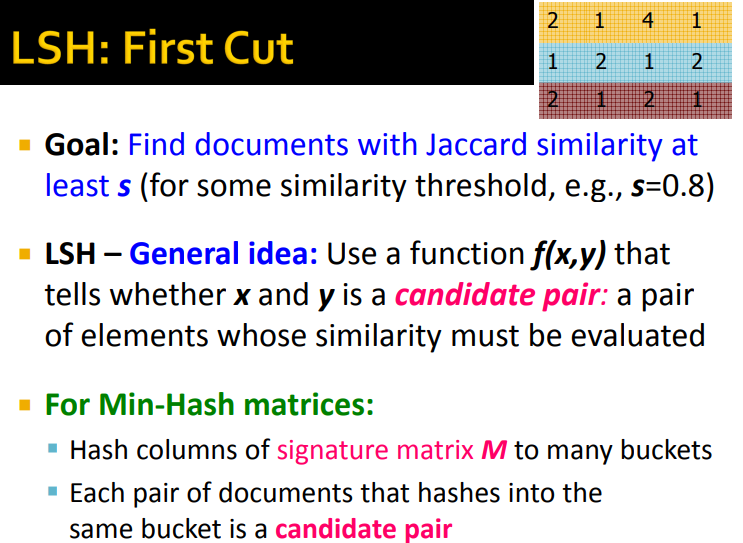 LSH: First Cut
2 1 4 1
1 2 1 2
2 1 2 1
Goal: Find documents with Jaccard similarity at
least s (for some similarity threshold, e.g., s=0.8)
LSH – General idea: Use a function f(x,y) that
tells whether x and y is a candidate pair: a pair
of elements whose similarity must be evaluated
For Min-Hash matrices:
Hash columns of signature matrix M to many buckets
Each pair of documents that hashes into the
same bucket is a candidate pair